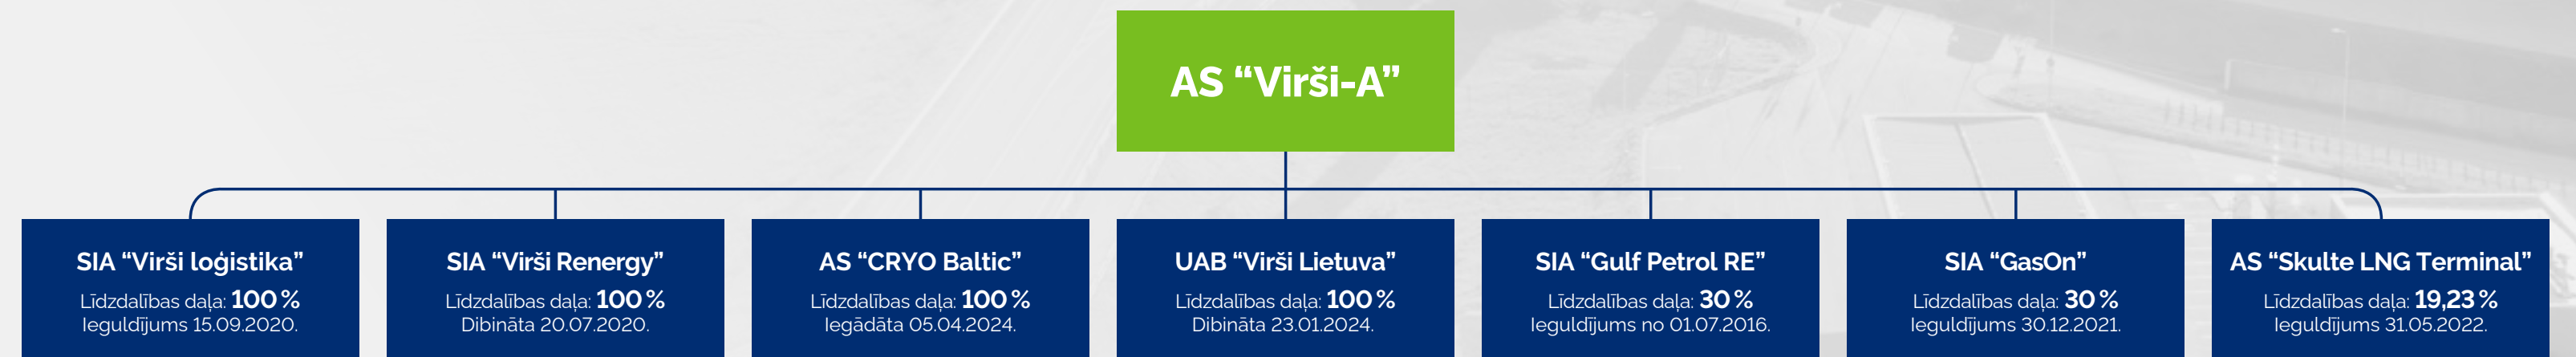 AS “Virši-A”
SIA “Virši loģistika”
Līdzdalības daļa: 100 %
Ieguldījums 15.09.2020.
SIA “Virši Renergy”
Līdzdalības daļa: 100 %
Dibināta 20.07.2020.
AS “CRYO Baltic”
Līdzdalības daļa: 100 %
Iegādāta 05.04.2024.
UAB “Virši Lietuva”
Līdzdalības daļa: 100 %
Dibināta 23.01.2024.
SIA “Gulf Petrol RE”
Līdzdalības daļa: 30 %
Ieguldījums no 01.07.2016.
SIA “GasOn”
Līdzdalības daļa: 30 %
Ieguldījums 30.12.2021.
AS “Skulte LNG Terminal”
Līdzdalības daļa: 19,23 %
Ieguldījums 31.05.2022.